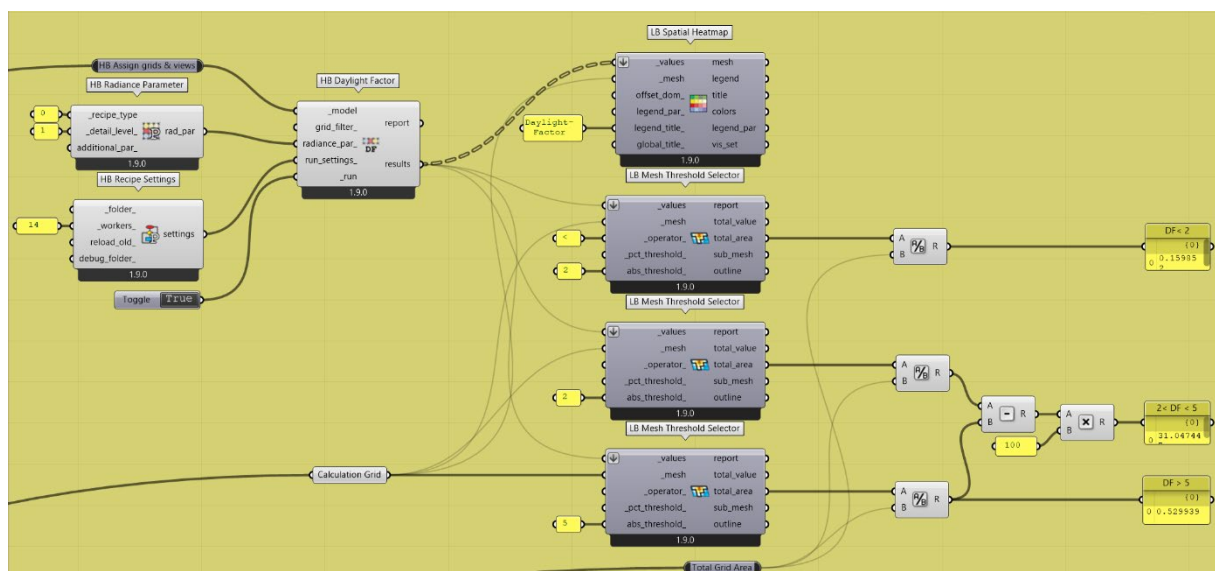 LB Spatial Heatmap
HB Assign grids & views
HB Radiance Parameter
0
1
_recipe_type
_detail_level_
additional_par_
rad_par
1.9.0
HB Recipe Settings
14
_folder_
_workers_
reload_old_
debug_folder_
settings
1.9.0
Toggle True
HB Daylight Factor
_model
grid_filter_
radiance_par_
run_settings_
_run
DF
report
results
1.9.0
Daylight-
Factor
_values mesh
_mesh legend
offset_dom_ title
legend_par_ colors
legend_title_ legend_par
global_title_ vis_set
1.9.0
LB Mesh Threshold Selector
<
2
_values report
_mesh total_value
_operator_ total_area
_pct_threshold_ sub_mesh
abs_threshold_ outline
1.9.0
LB Mesh Threshold Selector
2
_values report
_mesh total_value
_operator_ total_area
_pct_threshold_ sub_mesh
abs_threshold_ outline
1.9.0
LB Mesh Threshold Selector
Calculation Grid
5
_values report
_mesh total_value
_operator_ total_area
_pct_threshold_ sub_mesh
abs_threshold_ outline
1.9.0
Total Grid Area
A
B
A/B
R
DF< 2
{0}
0 0.15985
A
B
A/B
R
A
B
-
R
100
A
B
×
R
2< DF < 5
{0}
0 31.04744
A
B
A/B
R
DF > 5
{0}
0 0.529939